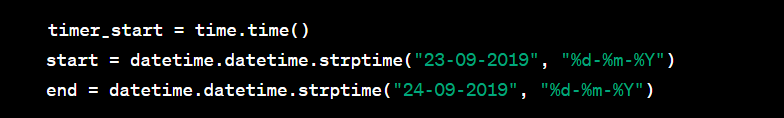 timer_start = time.time()
start = datetime.datetime.strptime("23-09-2019", "%d-%m-%Y")
end = datetime.datetime.strptime("24-09-2019", "%d-%m-%Y")